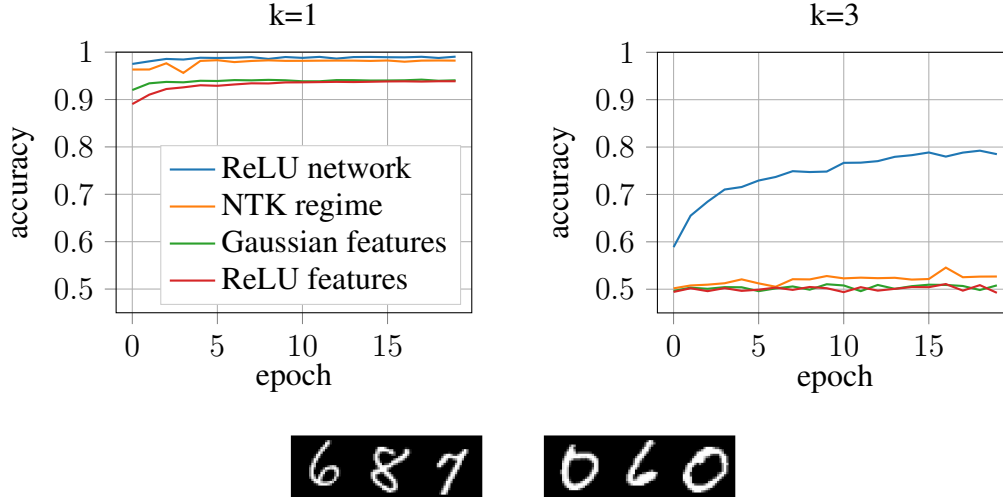 k=1
k=3
accuracy
1
0.9
0.8
0.7
0.6
0.5
ReLU network
NTK regime
Gaussian features
ReLU features
0 5 10 15
epoch
accuracy
1
0.9
0.8
0.7
0.6
0.5
0 5 10 15
epoch
6 8 7
0 6 0